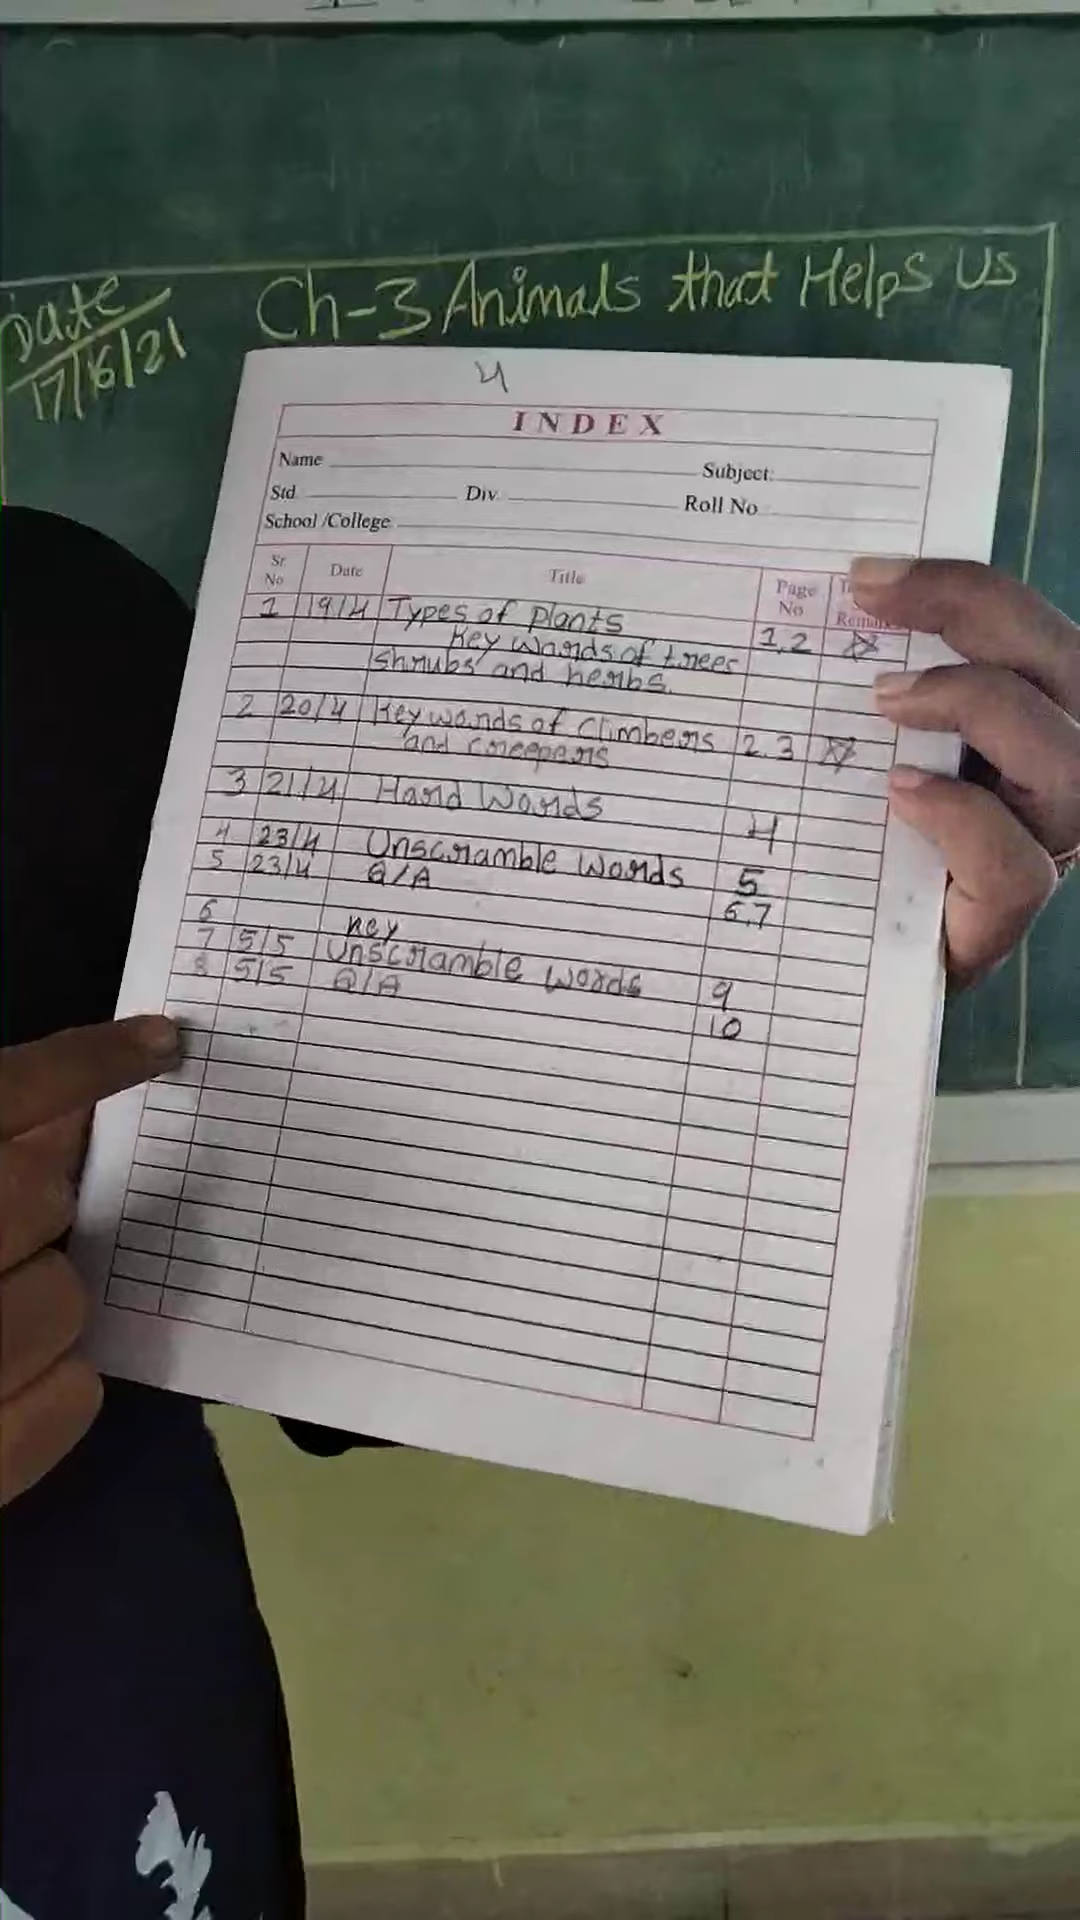 Date
17/6/21
Ch-3 Animals that Helps Us
4
INDEX
Name Subject:
Std. Div. Roll No.
School /College
Sr. No Date Title Page No Remark
1 19/4 Types of plants 1,2
Key words of trees
shrubs and herbs.
2 20/4 Key words of climbers 2.3
and creepers
3 21/4 Hard Words 4
4 23/4 Unscramble words 5
5 23/4 Q/A 6,7
6 key
7 5/5 Unscramble words 9
8 5/5 Q/A 10